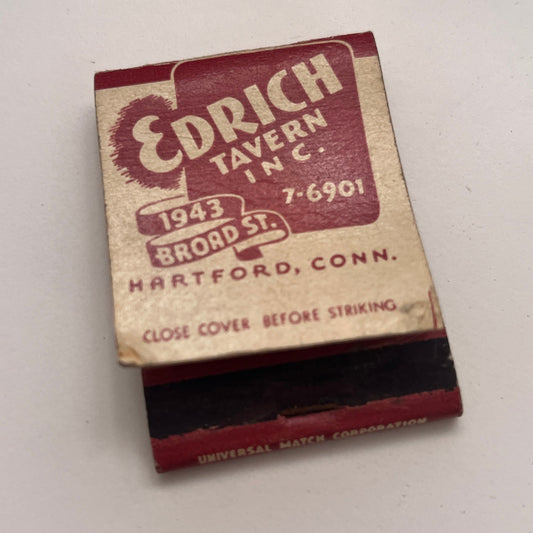 EDRICH
TAVERN
INC.
7-6901
1943
BROAD ST.
HARTFORD, CONN.
CLOSE COVER BEFORE STRIKING
UNIVERSAL MATCH CORPORATION